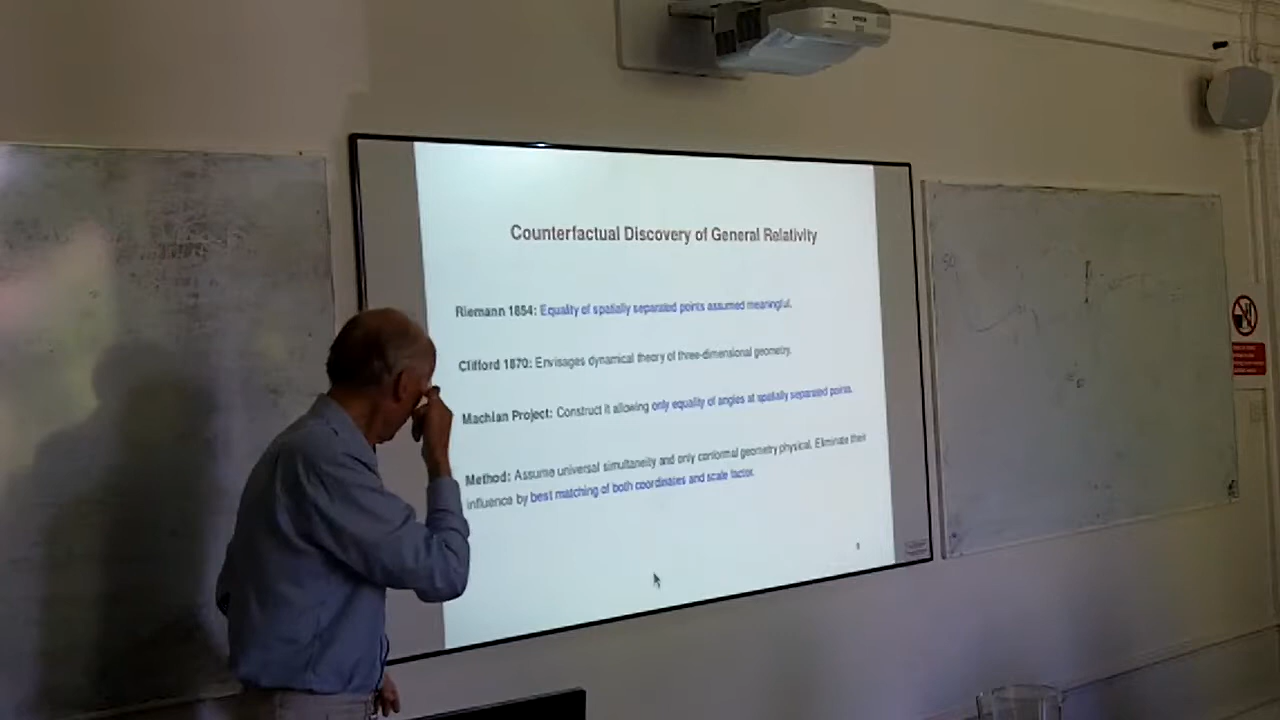 Counterfactual Discovery of General Relativity
Riemann 1854: Equality of spatially separated points assumed meaningful.
Clifford 1870: Envisages dynamical theory of three-dimensional geometry.
Machian Project: Construct it allowing only equality of angles at spatially separated points.
Method: Assume universal simultaneity and only conformal geometry physical. Eliminate their
influence by best matching of both coordinates and scale factor.